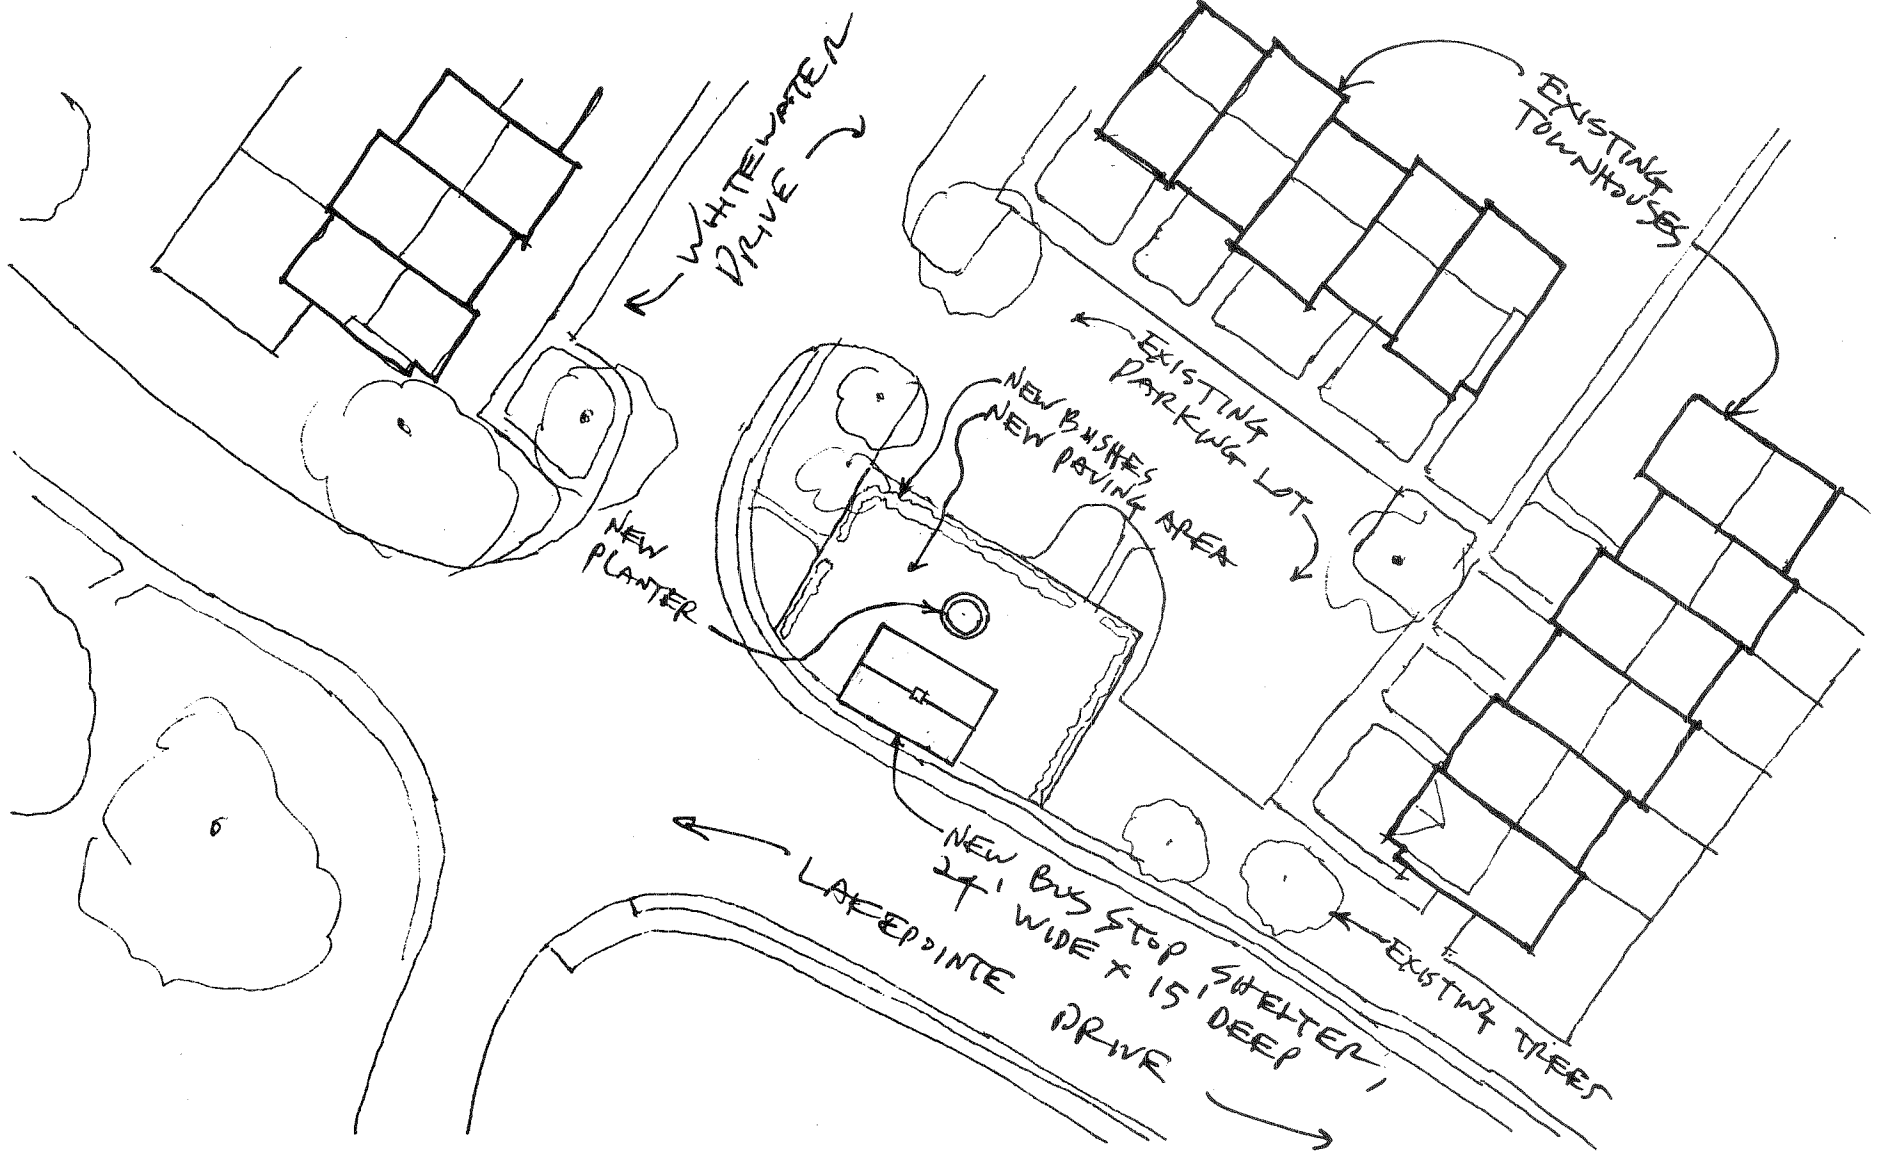 WHITEWATER
DRIVE
EXISTING
TOWNHOUSES
EXISTING
PARKING LOT
NEW BUSHES
NEW PAVING AREA
NEW
PLANTER
NEW BUS STOP SHELTER,
24' WIDE x 15' DEEP
LAKEPOINTE DRIVE
EXISTING TREES